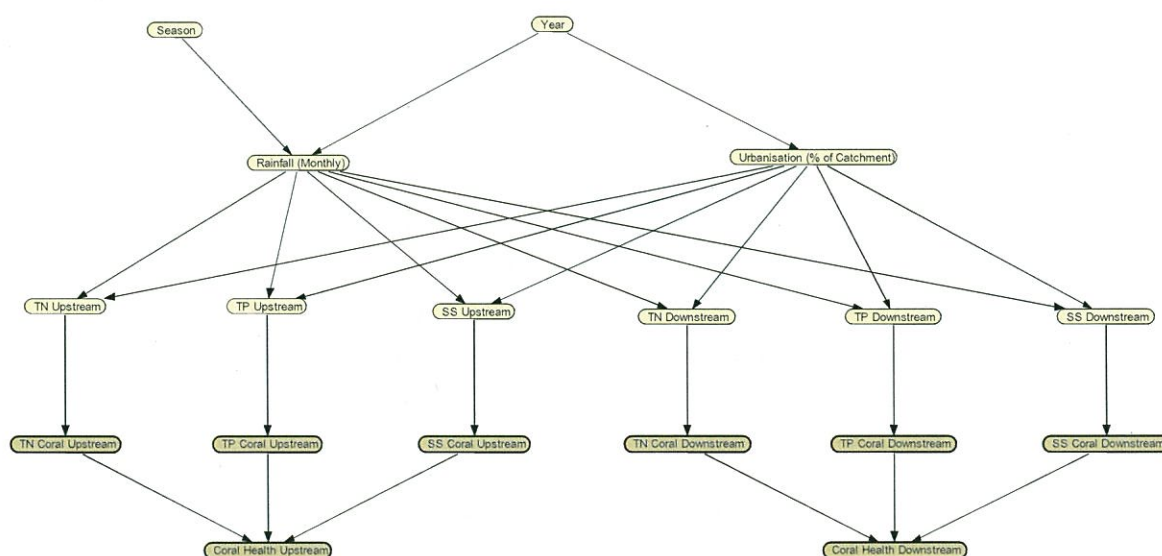 Season
Year
Rainfall (Monthly)
Urbanisation (% of Catchment)
TN Upstream
TP Upstream
SS Upstream
TN Downstream
TP Downstream
SS Downstream
TN Coral Upstream
TP Coral Upstream
SS Coral Upstream
TN Coral Downstream
TP Coral Downstream
SS Coral Downstream
Coral Health Upstream
Coral Health Downstream